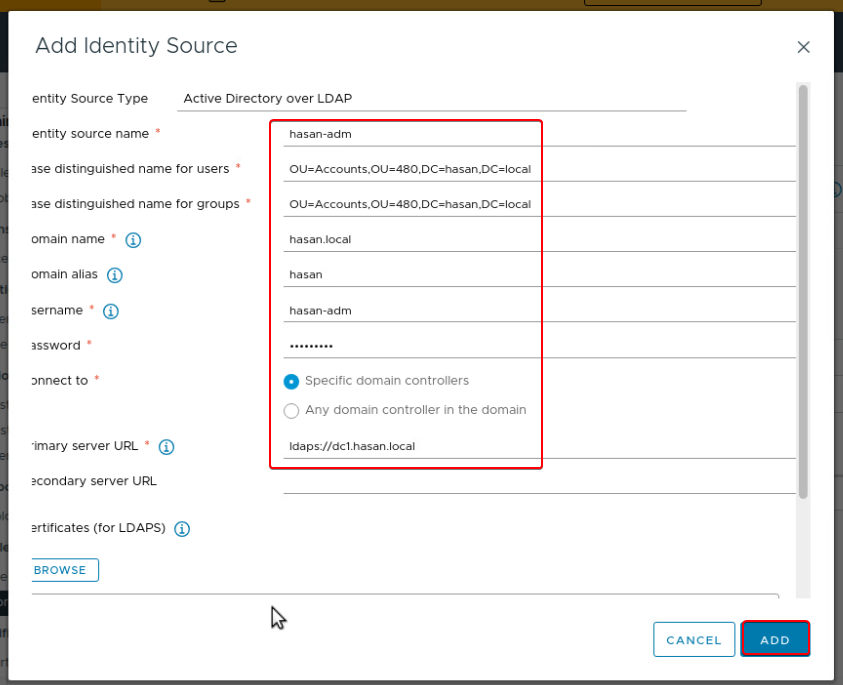 Add Identity Source
entity Source Type Active Directory over LDAP
entity source name * hasan-adm
ase distinguished name for users * OU=Accounts,OU=480,DC=hasan,DC=local
ase distinguished name for groups * OU=Accounts,OU=480,DC=hasan,DC=local
omain name * hasan.local
omain alias hasan
sername * hasan-adm
assword * •••••••••
onnect to * Specific domain controllers
Any domain controller in the domain
rimary server URL * ldaps://dc1.hasan.local
econdary server URL
ertificates (for LDAPS)
BROWSE
CANCEL ADD